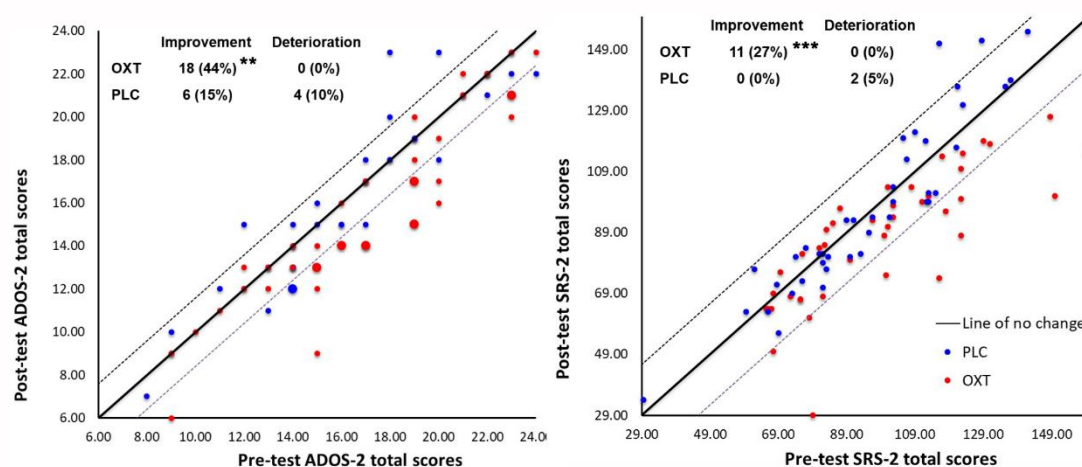 Improvement Deterioration
OXT 18 (44%) ** 0 (0%)
PLC 6 (15%) 4 (10%)
24.00
22.00
20.00
18.00
16.00
14.00
12.00
10.00
8.00
6.00
Post-test ADOS-2 total scores
6.00 8.00 10.00 12.00 14.00 16.00 18.00 20.00 22.00 24.0
Pre-test ADOS-2 total scores
Improvement Deterioration
OXT 11 (27%) *** 0 (0%)
PLC 0 (0%) 2 (5%)
149.00
129.00
109.00
89.00
69.00
49.00
29.00
Post-test SRS-2 total scores
Line of no change
PLC
OXT
29.00 49.00 69.00 89.00 109.00 129.00 149.00
Pre-test SRS-2 total scores